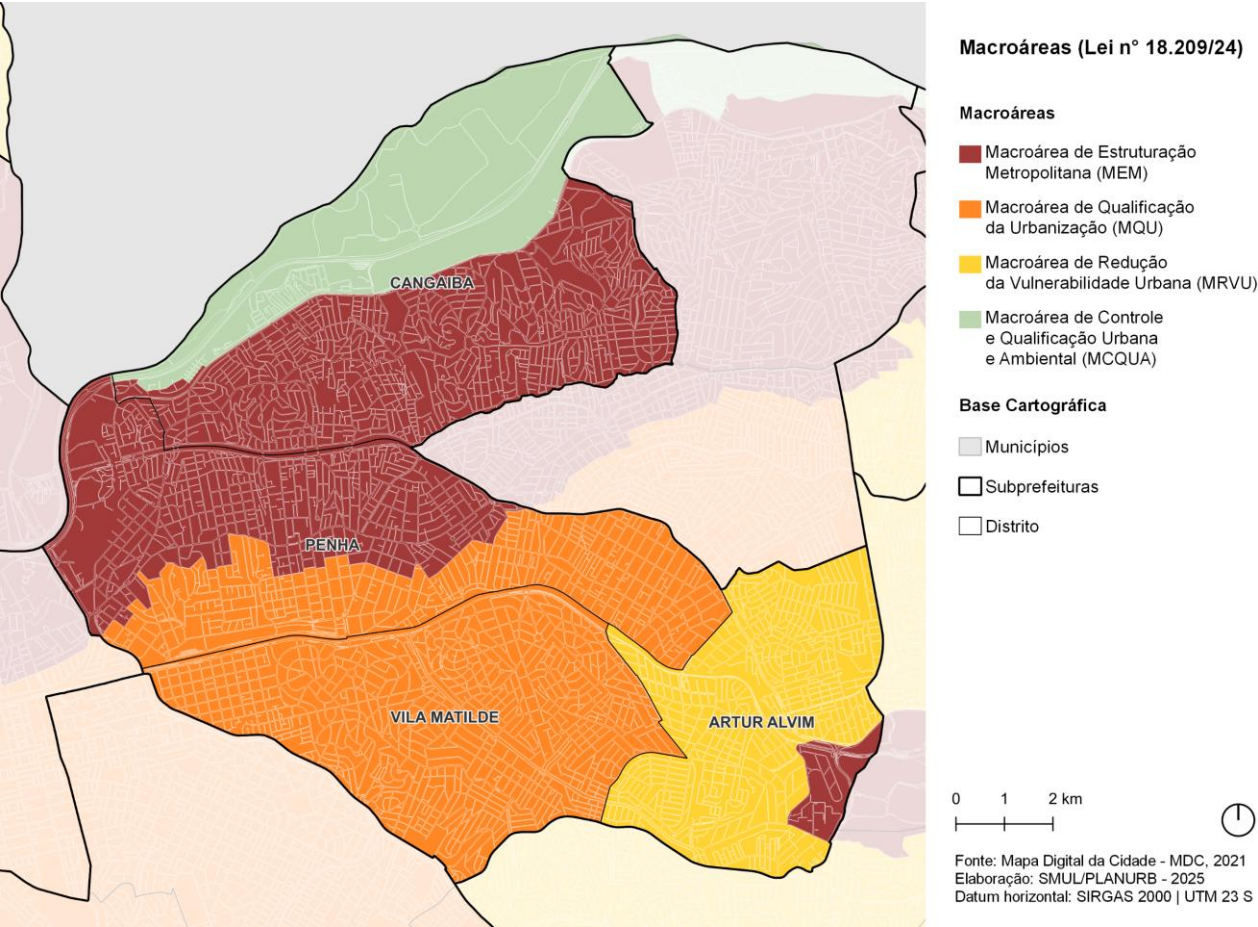 CANGAIBA
PENHA
VILA MATILDE
ARTUR ALVIM
Macroáreas (Lei n° 18.209/24)
Macroáreas
Macroárea de Estruturação
Metropolitana (MEM)
Macroárea de Qualificação
da Urbanização (MQU)
Macroárea de Redução
da Vulnerabilidade Urbana (MRVU)
Macroárea de Controle
e Qualificação Urbana
e Ambiental (MCQUA)
Base Cartográfica
Municípios
Subprefeituras
Distrito
0 1 2 km
Fonte: Mapa Digital da Cidade - MDC, 2021
Elaboração: SMUL/PLANURB - 2025
Datum horizontal: SIRGAS 2000 | UTM 23 S